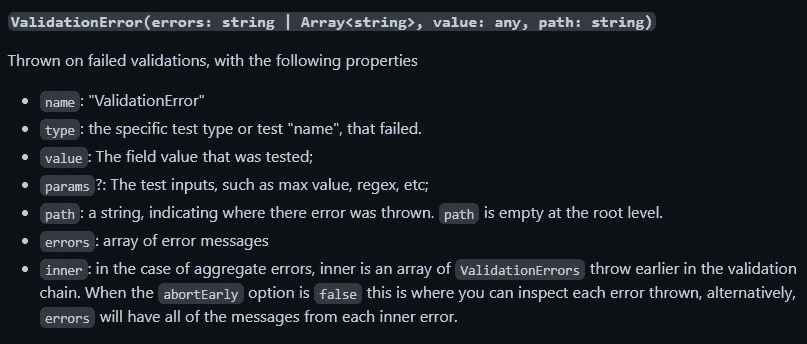 ValidationError(errors: string | Array<string>, value: any, path: string)
Thrown on failed validations, with the following properties
• name: "ValidationError"
• type: the specific test type or test "name", that failed.
• value: The field value that was tested;
• params?: The test inputs, such as max value, regex, etc;
• path: a string, indicating where there error was thrown. path is empty at the root level.
• errors: array of error messages
• inner: in the case of aggregate errors, inner is an array of ValidationErrors throw earlier in the validation
chain. When the abortEarly option is false this is where you can inspect each error thrown, alternatively,
errors will have all of the messages from each inner error.